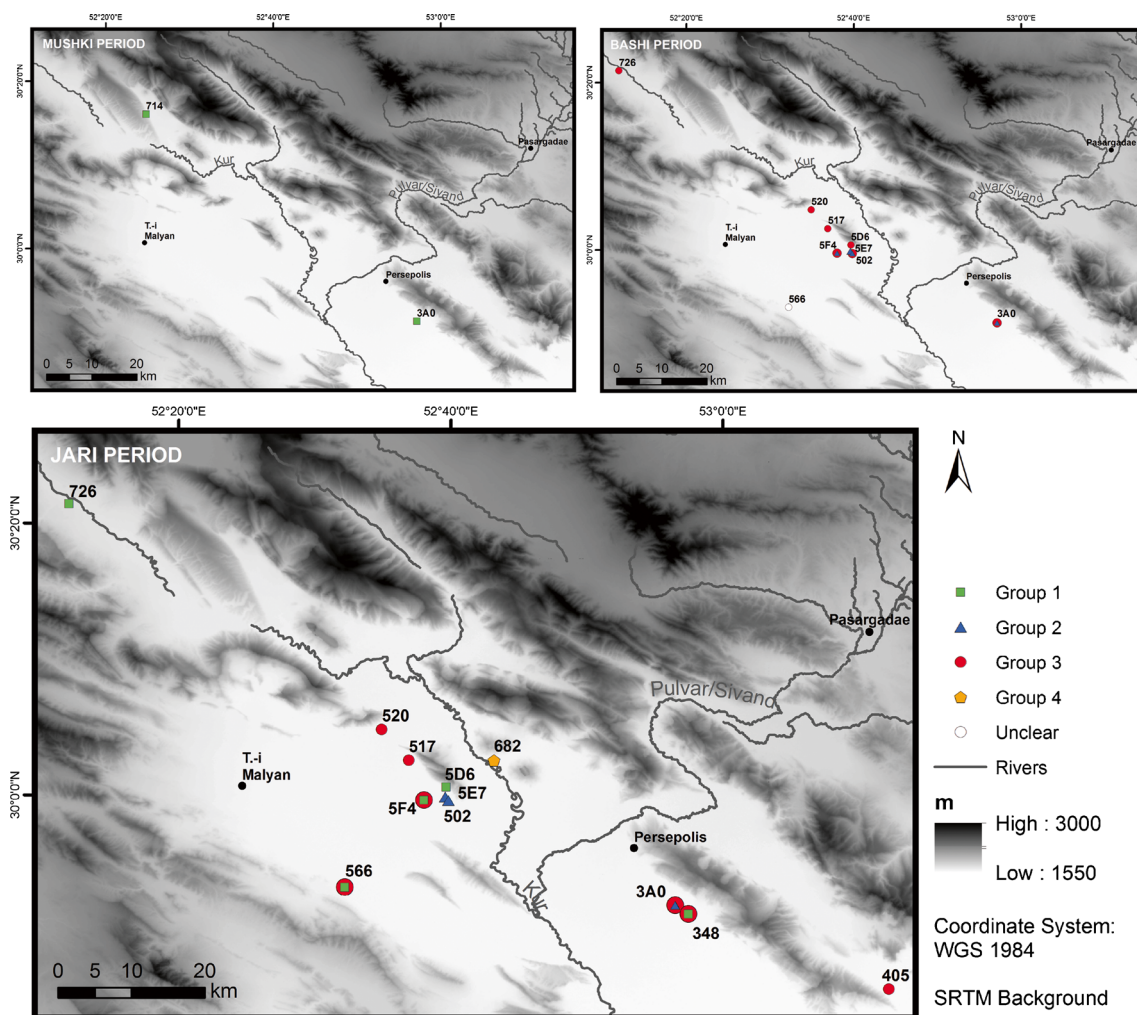 52°20'0"E 52°40'0"E 53°0'0"E
MUSHKI PERIOD
30°20'0"N
714
Kur
Pasargadae
Pulvar/Sivand
T.-i
Malyan
30°0'0"N
Persepolis
3A0
0 5 10 20
km
52°20'0"E 52°40'0"E 53°0'0"E
BASHI PERIOD
726
30°20'0"N
Pasargadae
Kur
Pulvar/Sivand
520
517
T.-i
Malyan
5D6
5F4 5E7
502
30°0'0"N
Persepolis
566
3A0
0 5 10 20
km
52°20'0"E 52°40'0"E 53°0'0"E
JARI PERIOD
726
30°20'0"N
Pasargadae
Pulvar/Sivand
520
517
682
T.-i
Malyan
5D6
5E7
5F4
502
30°0'0"N
Persepolis
566
Kur
3A0
348
405
0 5 10 20
km
N
Group 1
Group 2
Group 3
Group 4
Unclear
Rivers
m
High : 3000
Low : 1550
Coordinate System:
WGS 1984
SRTM Background